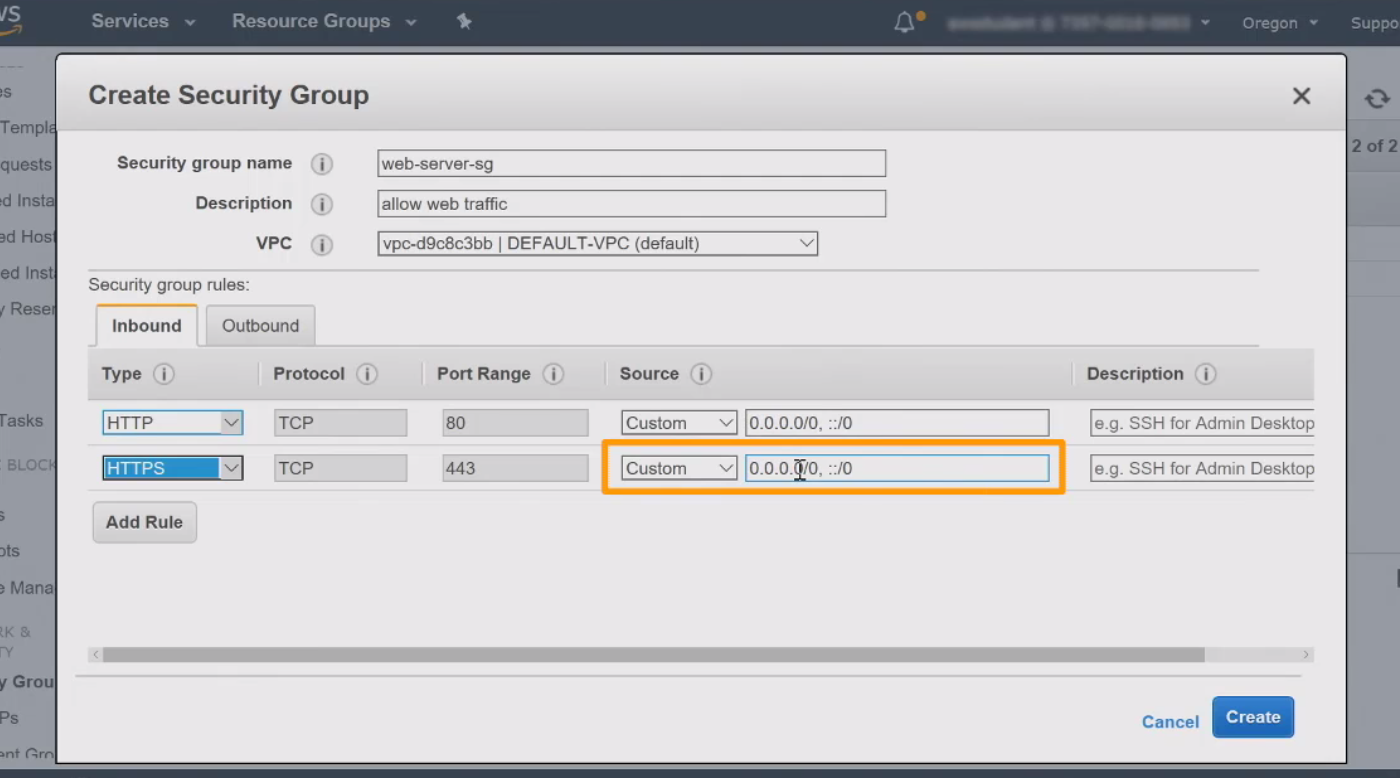 WS Services Resource Groups Oregon Suppo
es
Templa
quests
ed Insta
ed Host
ed Inst
y Reser
Tasks
BLOCK
s
ots
e Mana
RK &
TY
y Grou
Ps
ent Gro
2 of 2
Create Security Group
Security group name i web-server-sg
Description i allow web traffic
VPC i vpc-d9c8c3bb | DEFAULT-VPC (default)
Security group rules:
Inbound Outbound
Type i Protocol i Port Range i Source i Description i
HTTP TCP 80 Custom 0.0.0.0/0, ::/0 e.g. SSH for Admin Desktop
HTTPS TCP 443 Custom 0.0.0.0/0, ::/0 e.g. SSH for Admin Desktop
Add Rule
Cancel Create